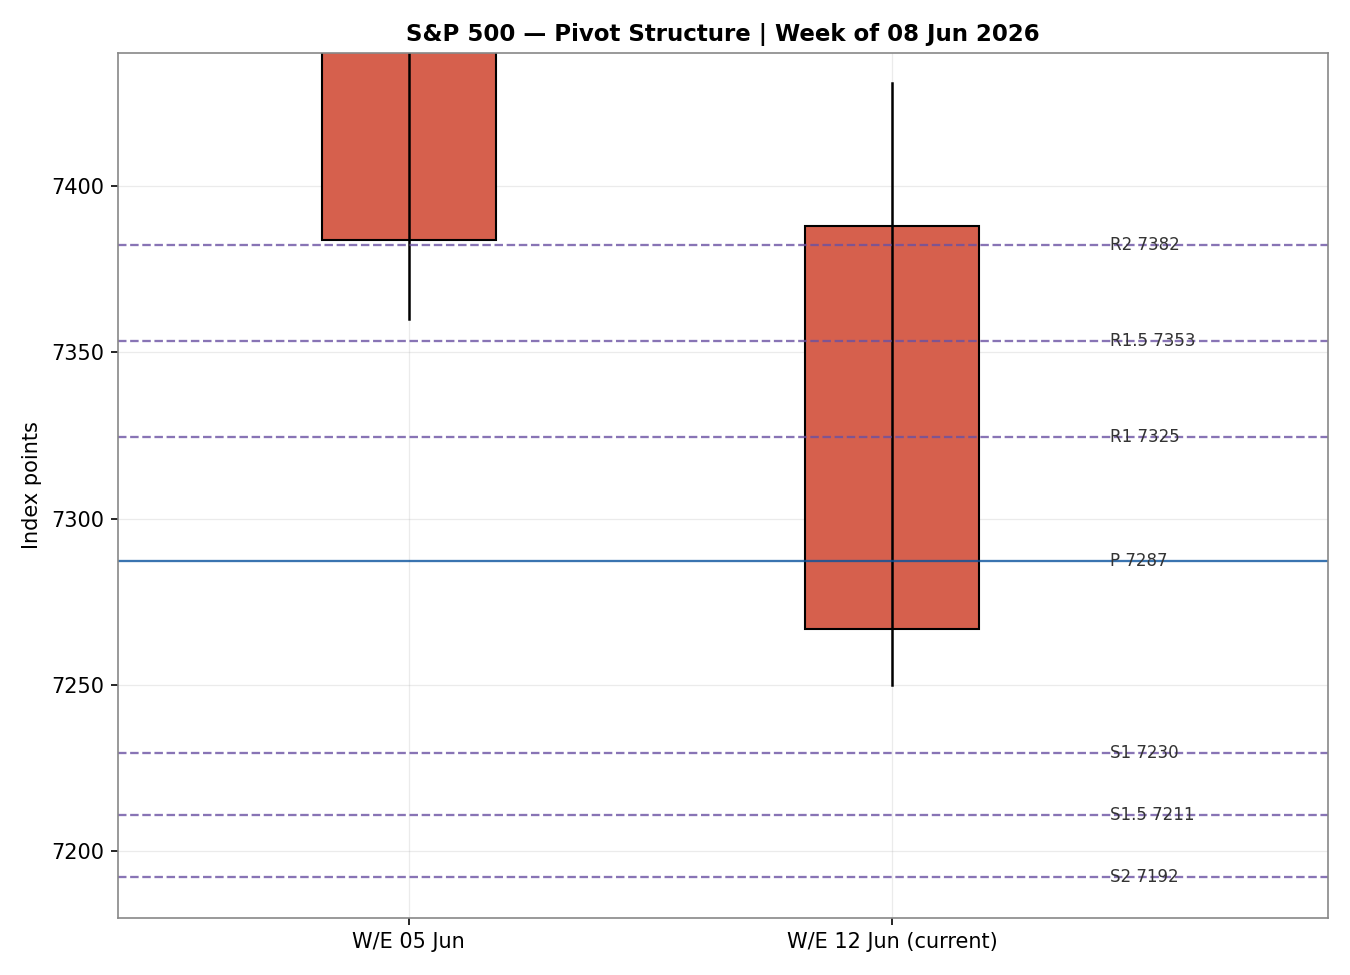 S&P 500 — Pivot Structure | Week of 08 Jun 2026
Index points
7400
7350
7300
7250
7200
R2 7382
R1.5 7353
R1 7325
P 7287
S1 7230
S1.5 7211
S2 7192
W/E 05 Jun
W/E 12 Jun (current)